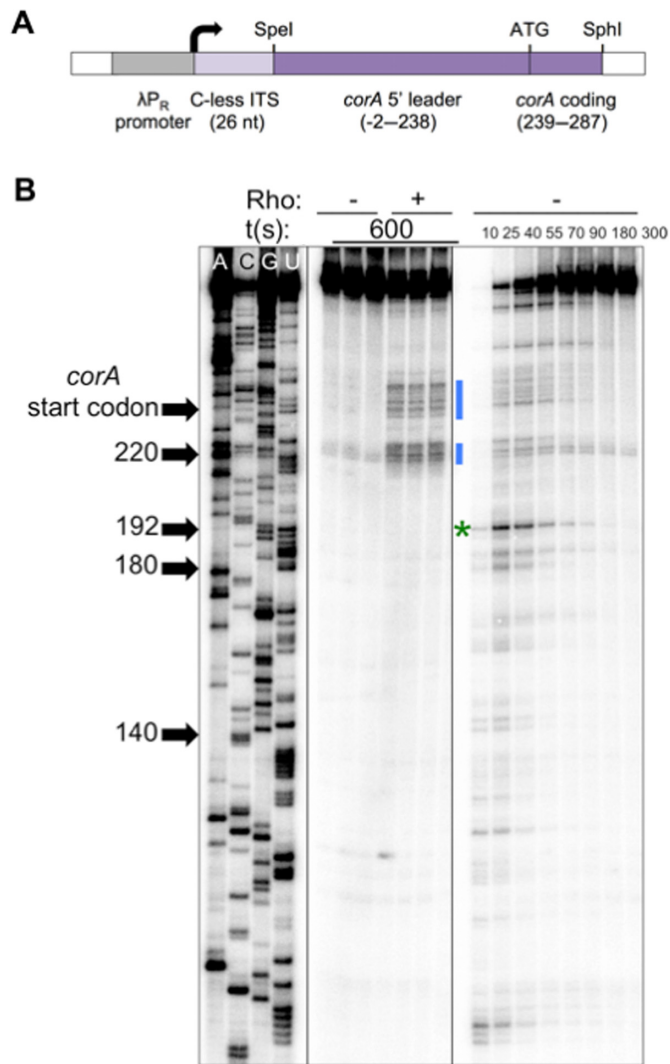 A
SpeI ATG SphI
λPR C-less ITS corA 5' leader corA coding
promoter (26 nt) (-2–238) (239–287)
B
Rho: - + -
t(s): 600 10 25 40 55 70 90 180 300
A C G U
corA
start codon
220
192 *
180
140